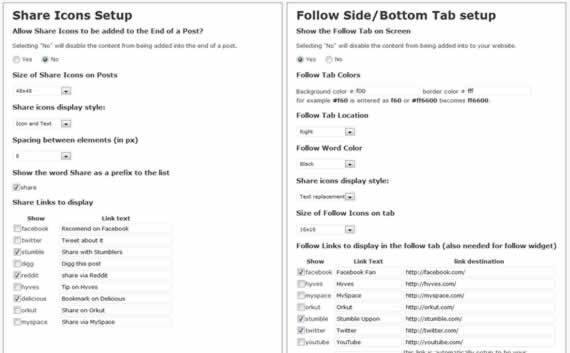 Share Icons Setup
Allow Share Icons to be added to the End of a Post?
Selecting "No" will disable the content from being added into the end of a post.
Yes No
Size of Share Icons on Posts
48x48
Share icons display style:
Icon and Text
Spacing between elements (in px)
8
Show the word Share as a prefix to the list
share
Share Links to display
Show Link text
facebook Recomend on Facebook
twitter Tweet about it
stumble Share with Stumblers
digg Digg this post
reddit share via Reddit
hyves Tip on Hyves
delicious Bookmark on Delicious
orkut Share on Orkut
myspace Share via MySpace
Follow Side/Bottom Tab setup
Show the Follow Tab on Screen
Selecting "No" will disable the content from being added into to your website.
Yes No
Follow Tab Colors
Background color # f00 border color # fff
for example #f60 is entered as f60 or #ff6600 becomes ff6600.
Follow Tab Location
Right
Follow Word Color
Black
Share icons display style:
Text replacement
Size of Follow Icons on tab
16x16
Follow Links to display in the follow tab (also needed for follow widget)
Show Link Text link destination
facebook Facebook Fan http://facebook.com/
hyves Hyves http://hyves.com/
myspace MySpace http://myspace.com/
orkut Orkut http://orkut.com/
stumble Stumble Uppon http://stumble.com/
twitter Twitter http://twitter.com/
youtube YouTube http://youtube.com/
this link is automatically setup to be your